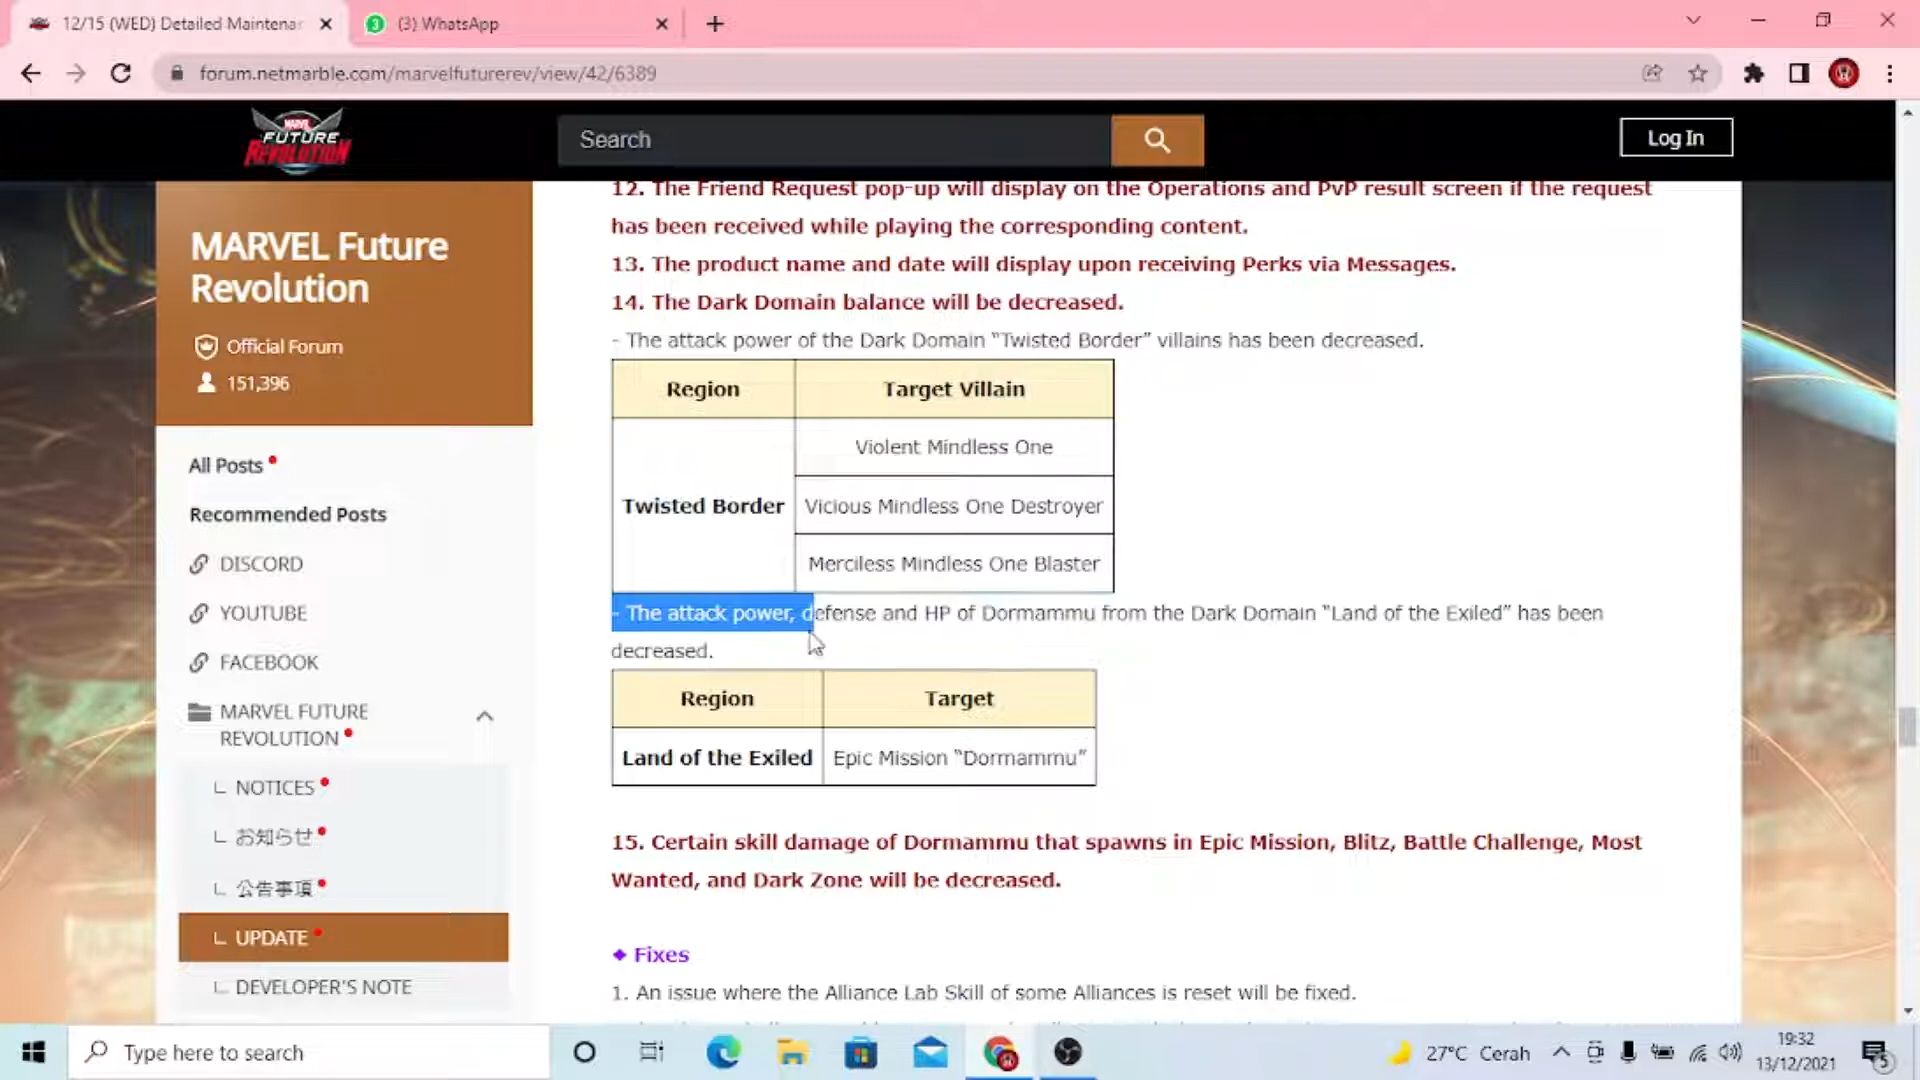 12/15 (WED) Detailed Maintenan
(3) WhatsApp
forum.netmarble.com/marvelfuturerev/view/42/6389
MARVEL
FUTURE
REVOLUTION
Search
Log In
MARVEL Future
Revolution
Official Forum
151,396
All Posts
Recommended Posts
DISCORD
YOUTUBE
FACEBOOK
MARVEL FUTURE
REVOLUTION
NOTICES
お知らせ
公告事項
UPDATE
DEVELOPER'S NOTE
12. The Friend Request pop-up will display on the Operations and PvP result screen if the request
has been received while playing the corresponding content.
13. The product name and date will display upon receiving Perks via Messages.
14. The Dark Domain balance will be decreased.
- The attack power of the Dark Domain “Twisted Border” villains has been decreased.
Region Target Villain
Violent Mindless One
Twisted Border Vicious Mindless One Destroyer
Merciless Mindless One Blaster
- The attack power, defense and HP of Dormammu from the Dark Domain “Land of the Exiled” has been
decreased.
Region Target
Land of the Exiled Epic Mission “Dormammu”
15. Certain skill damage of Dormammu that spawns in Epic Mission, Blitz, Battle Challenge, Most
Wanted, and Dark Zone will be decreased.
◆ Fixes
1. An issue where the Alliance Lab Skill of some Alliances is reset will be fixed.
Type here to search
27°C Cerah
19:32
13/12/2021
5